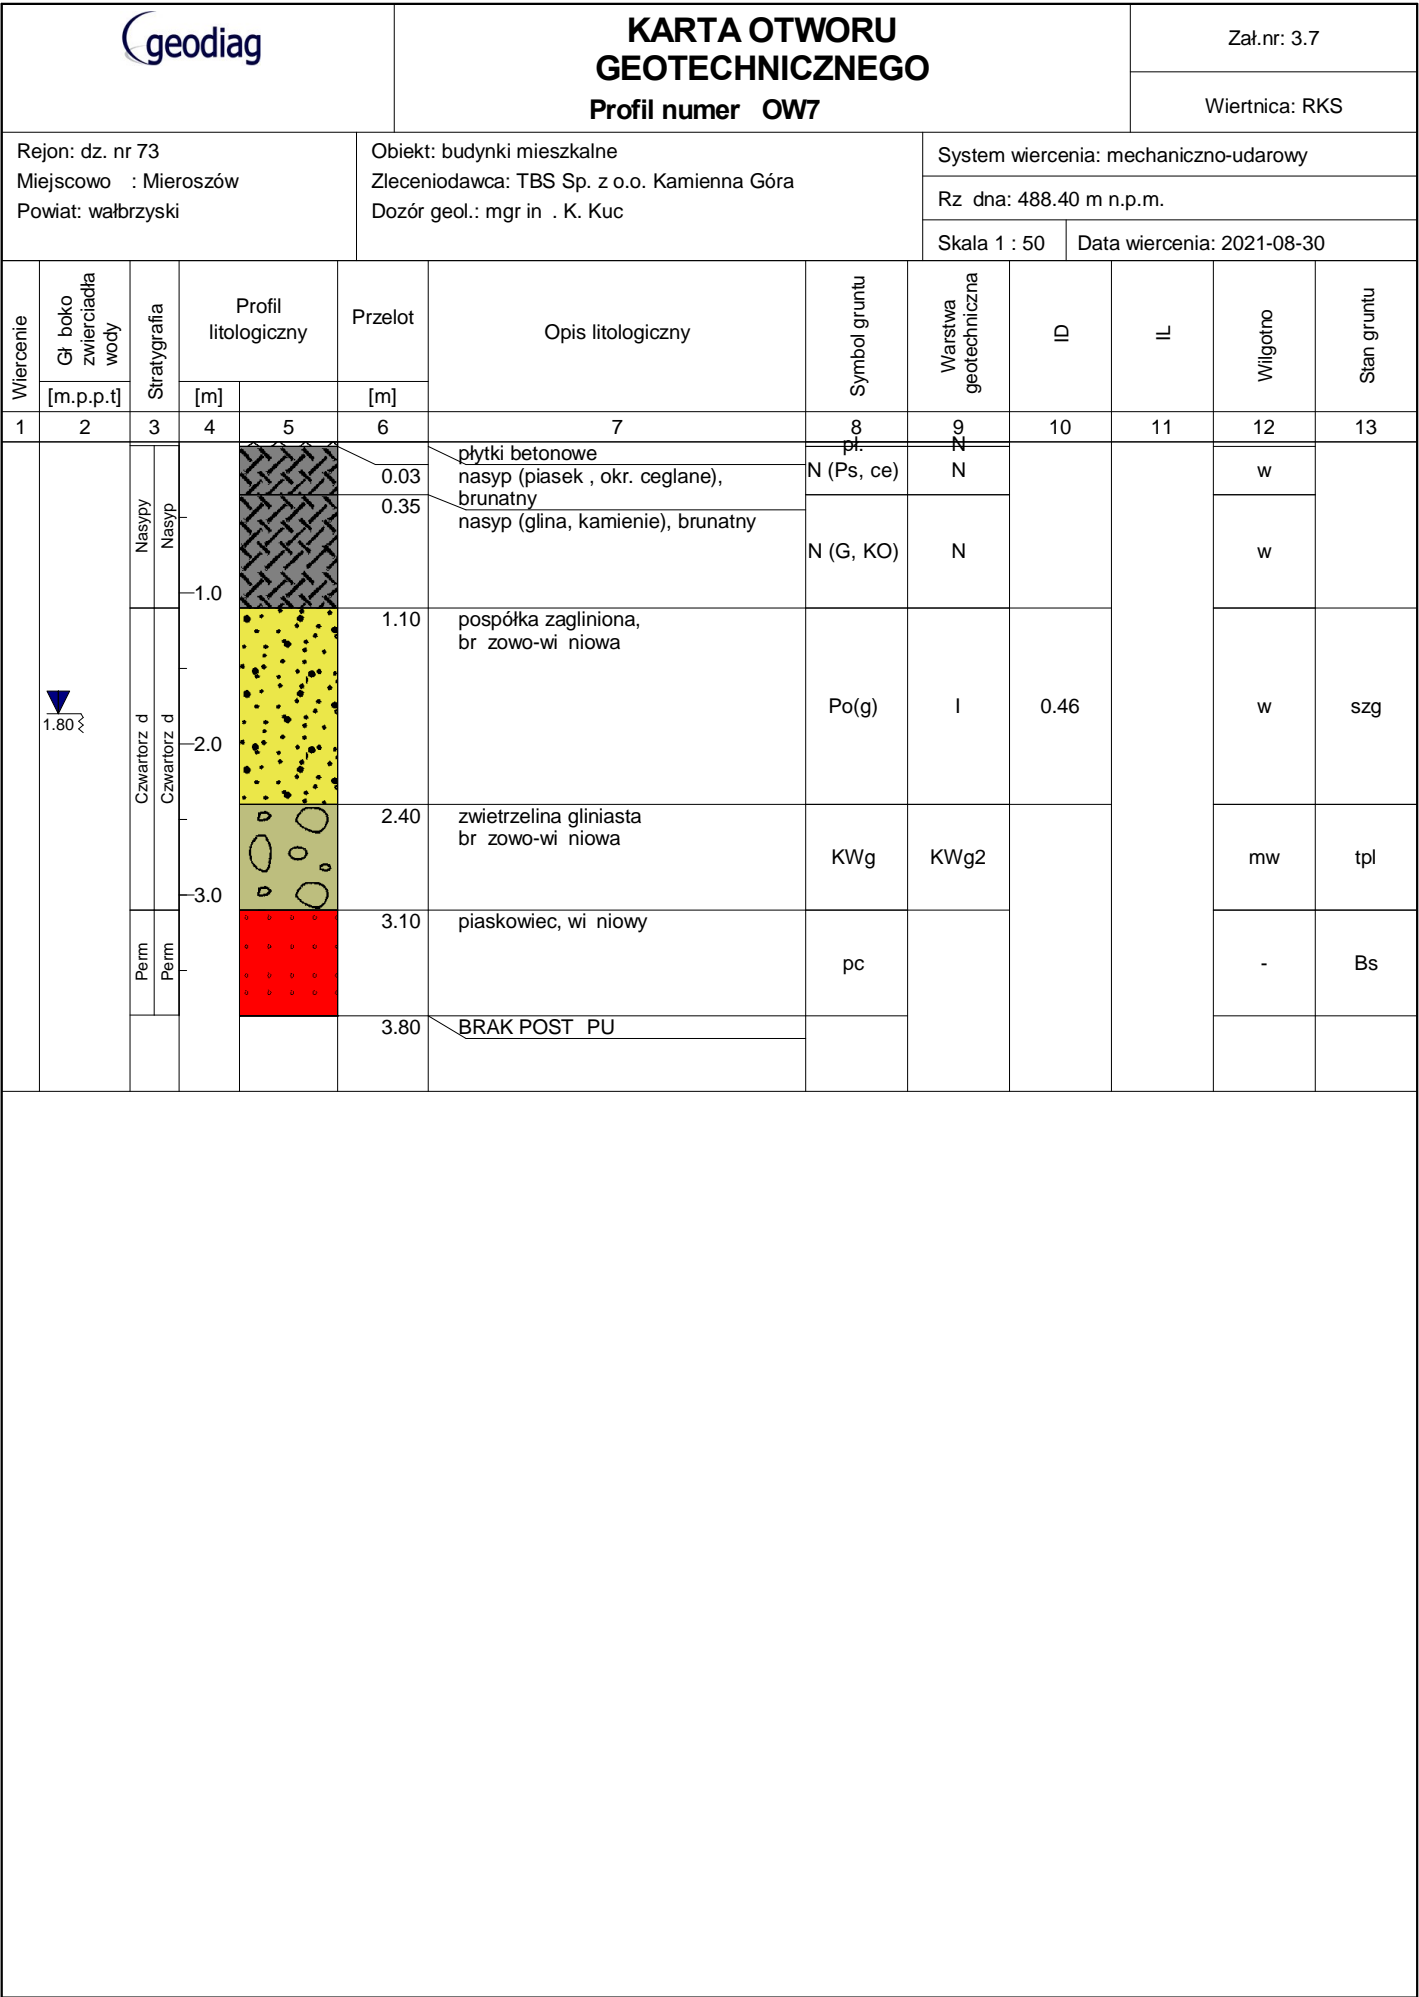 geodiag
KARTA OTWORU
GEOTECHNICZNEGO
Profil numer OW7
Zał.nr: 3.7
Wiertnica: RKS
Rejon: dz. nr 73
Miejscowo : Mieroszów
Powiat: wałbrzyski
Obiekt: budynki mieszkalne
Zleceniodawca: TBS Sp. z o.o. Kamienna Góra
Dozór geol.: mgr in . K. Kuc
System wiercenia: mechaniczno-udarowy
Rz dna: 488.40 m n.p.m.
Skala 1 : 50
Data wiercenia: 2021-08-30
Wiercenie
Gł boko
zwierciadła
wody
[m.p.p.t]
Stratygrafia
Profil
litologiczny
[m]
Przelot
[m]
Opis litologiczny
Symbol gruntu
Warstwa
geotechniczna
ID
IL
Wilgotno
Stan gruntu
1 2 3 4 5 6 7 8 9 10 11 12 13
płytki betonowe
pł. N
0.03 nasyp (piasek , okr. ceglane),
brunatny
N (Ps, ce) N w
0.35 nasyp (glina, kamienie), brunatny
N (G, KO) N w
Nasypy
Nasyp
1.0
1.10 pospółka zagliniona,
br zowo-wi niowa
Po(g) I 0.46 w szg
1.80
Czwartorz d
Czwartorz d
2.0
2.40 zwietrzelina gliniasta
br zowo-wi niowa
KWg KWg2 mw tpl
3.0
3.10 piaskowiec, wi niowy
pc - Bs
Perm
Perm
3.80 BRAK POST PU